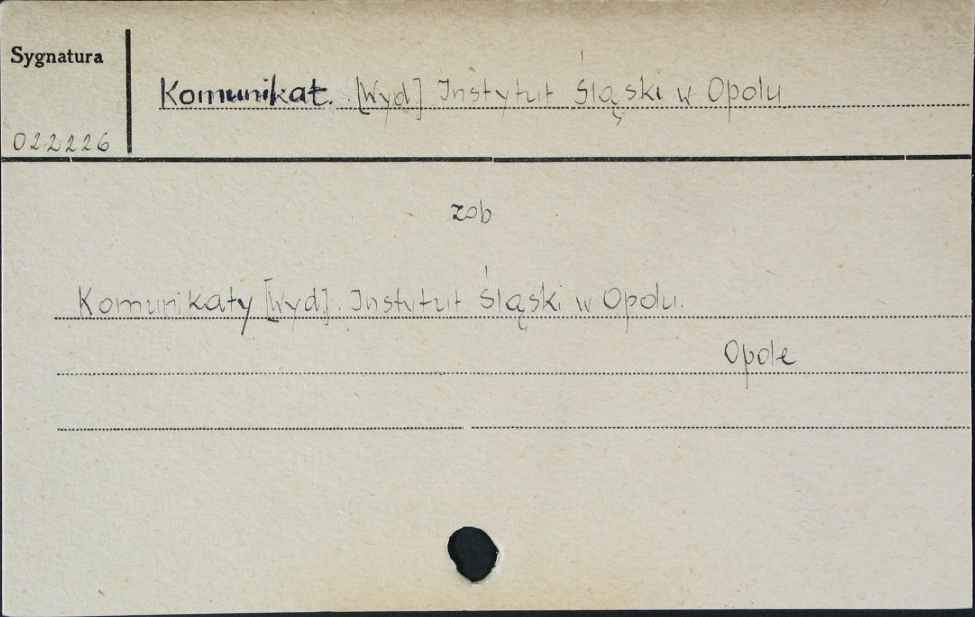 Sygnatura
Komunikat. [Wyd] Instytut Śląski w Opolu
022226
zob
Komunikaty [Wyd]. Instytut Śląski w Opolu.
Opole